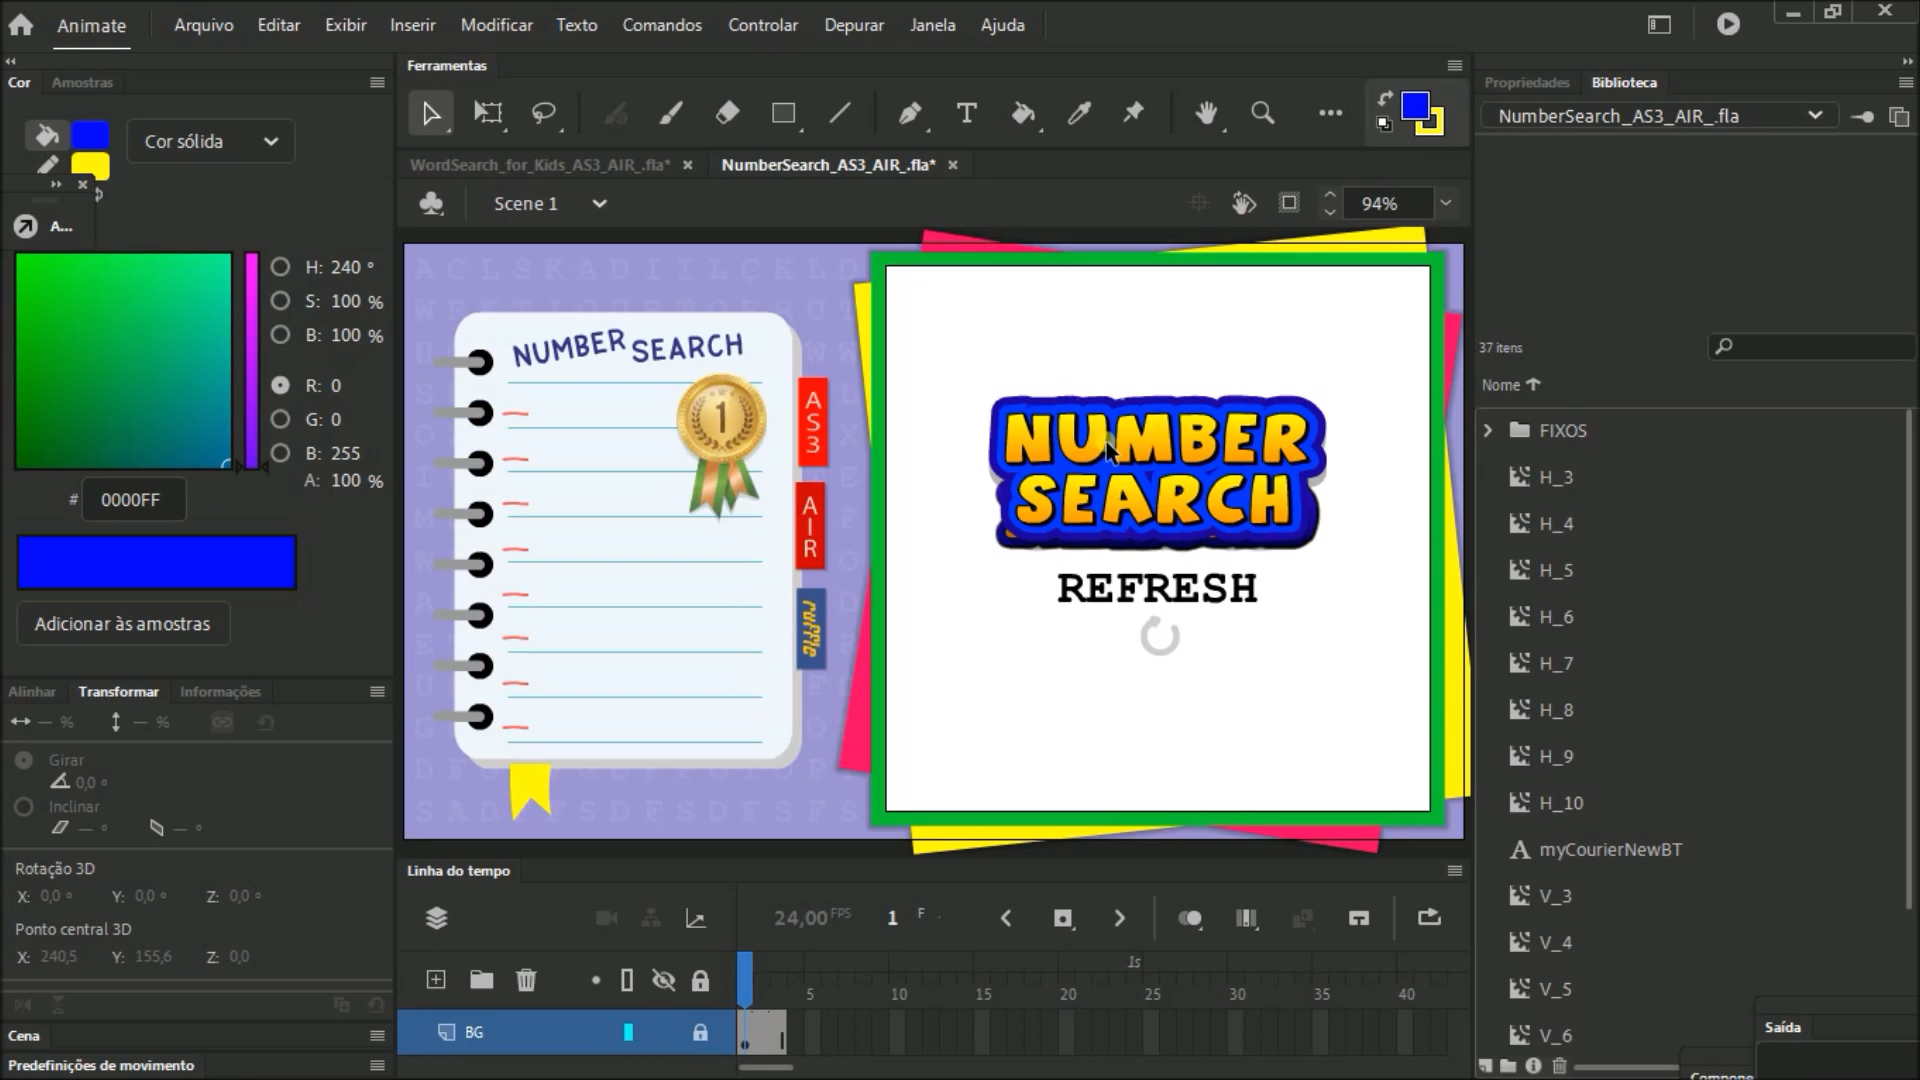 Animate Arquivo Editar Exibir Inserir Modificar Texto Comandos Controlar Depurar Janela Ajuda
Cor Amostras
Cor sólida
A...
H: 240 °
S: 100 %
B: 100 %
R: 0
G: 0
B: 255
A: 100 %
# 0000FF
Adicionar às amostras
Alinhar Transformar Informações
— % — %
Girar
0,0 °
Inclinar
— ° — °
Rotação 3D
X: 0,0 ° Y: 0,0 ° Z: 0,0 °
Ponto central 3D
X: 240,5 Y: 155,6 Z: 0,0
Cena
Predefinições de movimento
Ferramentas
WordSearch_for_Kids_AS3_AIR_.fla* NumberSearch_AS3_AIR_.fla*
Scene 1 94%
NUMBER SEARCH
1
AS3
AIR
ruffle
NUMBER
SEARCH
REFRESH
Linha do tempo
24,00 FPS 1 F
1s
5 10 15 20 25 30 35 40
BG
Propriedades Biblioteca
NumberSearch_AS3_AIR_.fla
37 itens
Nome
FIXOS
H_3
H_4
H_5
H_6
H_7
H_8
H_9
H_10
myCourierNewBT
V_3
V_4
V_5
V_6
Saída